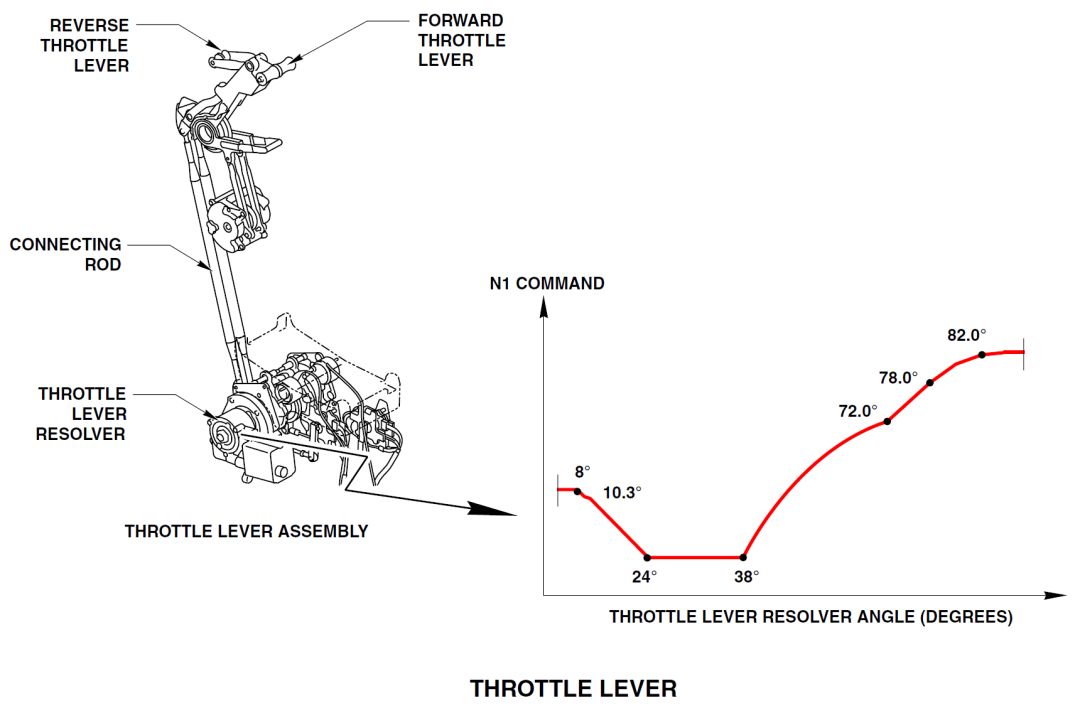 REVERSE
THROTTLE
LEVER
FORWARD
THROTTLE
LEVER
CONNECTING
ROD
THROTTLE
LEVER
RESOLVER
THROTTLE LEVER ASSEMBLY
N1 COMMAND
8°
10.3°
24°
38°
72.0°
78.0°
82.0°
THROTTLE LEVER RESOLVER ANGLE (DEGREES)
THROTTLE LEVER